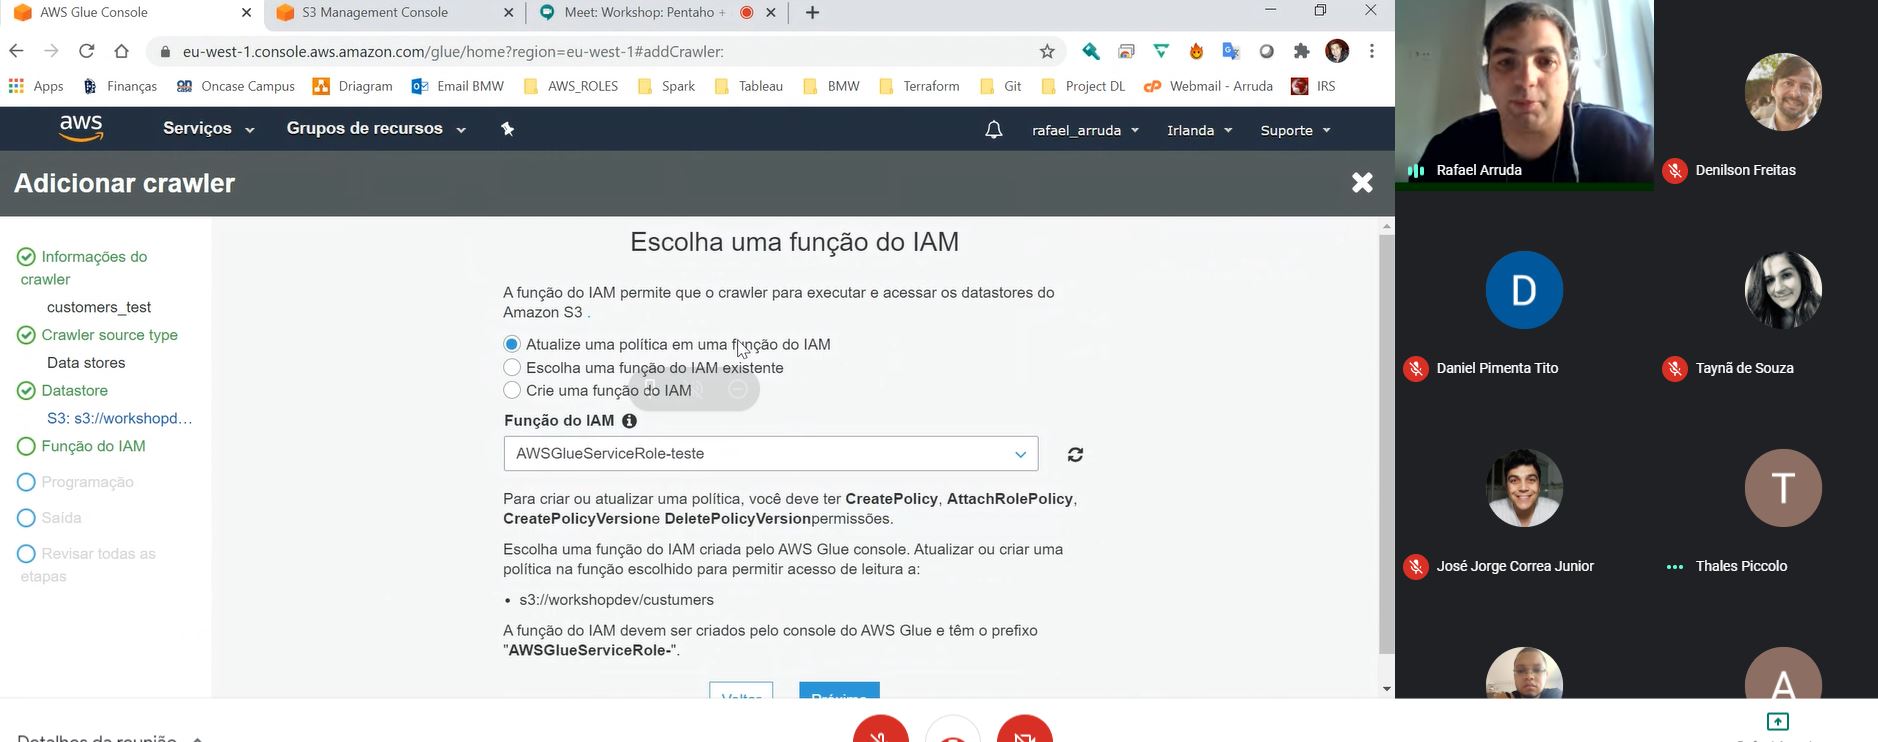 AWS Glue Console
S3 Management Console
Meet: Workshop: Pentaho +
eu-west-1.console.aws.amazon.com/glue/home?region=eu-west-1#addCrawler:
Apps
Finanças
Oncase Campus
Driagram
Email BMW
AWS_ROLES
Spark
Tableau
BMW
Terraform
Git
Project DL
Webmail - Arruda
IRS
aws
Serviços
Grupos de recursos
rafael_arruda
Irlanda
Suporte
Adicionar crawler
Informações do
crawler
customers_test
Crawler source type
Data stores
Datastore
S3: s3://workshopd...
Função do IAM
Programação
Saída
Revisar todas as
etapas
Escolha uma função do IAM
A função do IAM permite que o crawler para executar e acessar os datastores do
Amazon S3 .
Atualize uma política em uma função do IAM
Escolha uma função do IAM existente
Crie uma função do IAM
Função do IAM
AWSGlueServiceRole-teste
Para criar ou atualizar uma política, você deve ter CreatePolicy, AttachRolePolicy,
CreatePolicyVersione DeletePolicyVersionpermissões.
Escolha uma função do IAM criada pelo AWS Glue console. Atualizar ou criar uma
política na função escolhido para permitir acesso de leitura a:
• s3://workshopdev/custumers
A função do IAM devem ser criados pelo console do AWS Glue e têm o prefixo
"AWSGlueServiceRole-".
Voltar
Próximo
Rafael Arruda
Denilson Freitas
D
Daniel Pimenta Tito
Taynã de Souza
José Jorge Correa Junior
T
Thales Piccolo
A
Detalhes da reunião